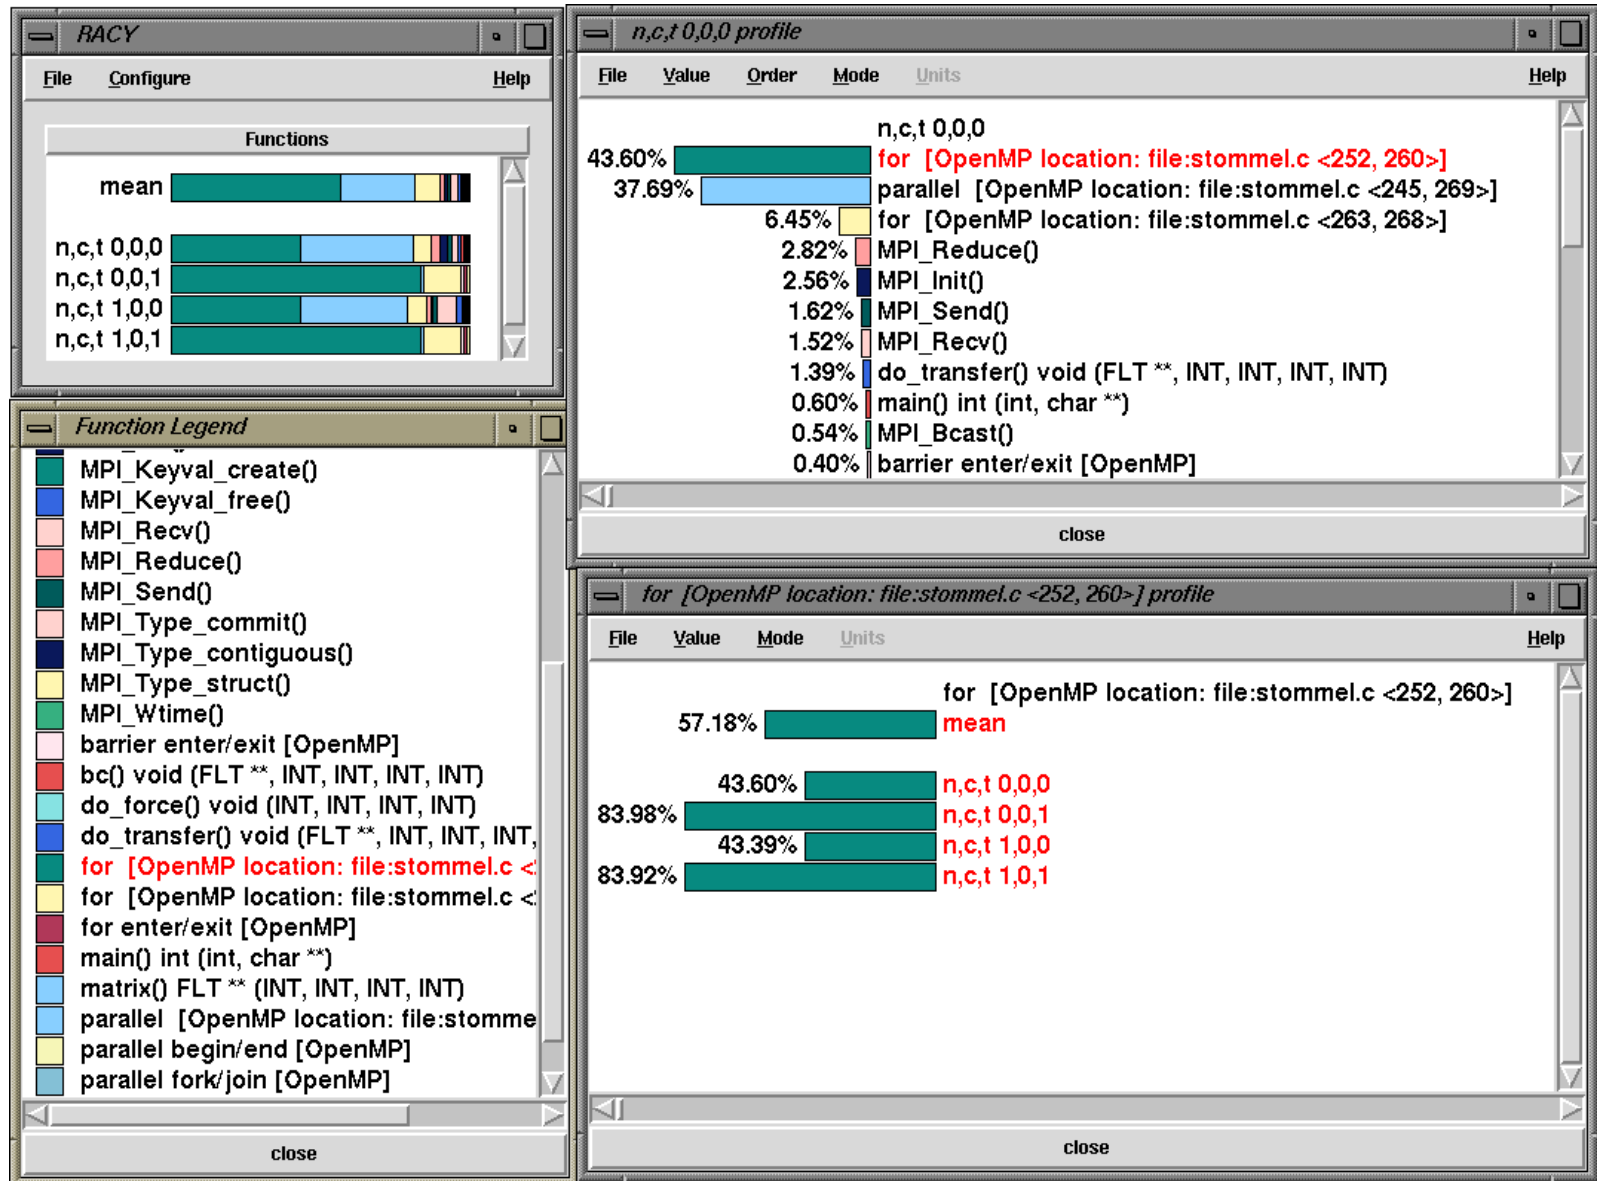 RACY
File Configure Help
Functions
mean
n,c,t 0,0,0
n,c,t 0,0,1
n,c,t 1,0,0
n,c,t 1,0,1
n,c,t 0,0,0 profile
File Value Order Mode Units Help
n,c,t 0,0,0
43.60% for [OpenMP location: file:stommel.c <252, 260>]
37.69% parallel [OpenMP location: file:stommel.c <245, 269>]
6.45% for [OpenMP location: file:stommel.c <263, 268>]
2.82% MPI_Reduce()
2.56% MPI_Init()
1.62% MPI_Send()
1.52% MPI_Recv()
1.39% do_transfer() void (FLT **, INT, INT, INT, INT)
0.60% main() int (int, char **)
0.54% MPI_Bcast()
0.40% barrier enter/exit [OpenMP]
close
Function Legend
MPI_Keyval_create()
MPI_Keyval_free()
MPI_Recv()
MPI_Reduce()
MPI_Send()
MPI_Type_commit()
MPI_Type_contiguous()
MPI_Type_struct()
MPI_Wtime()
barrier enter/exit [OpenMP]
bc() void (FLT **, INT, INT, INT, INT)
do_force() void (INT, INT, INT, INT)
do_transfer() void (FLT **, INT, INT, INT,
for [OpenMP location: file:stommel.c <
for [OpenMP location: file:stommel.c <
for enter/exit [OpenMP]
main() int (int, char **)
matrix() FLT ** (INT, INT, INT, INT)
parallel [OpenMP location: file:stomme
parallel begin/end [OpenMP]
parallel fork/join [OpenMP]
close
for [OpenMP location: file:stommel.c <252, 260>] profile
File Value Mode Units Help
for [OpenMP location: file:stommel.c <252, 260>]
57.18% mean
43.60% n,c,t 0,0,0
83.98% n,c,t 0,0,1
43.39% n,c,t 1,0,0
83.92% n,c,t 1,0,1
close